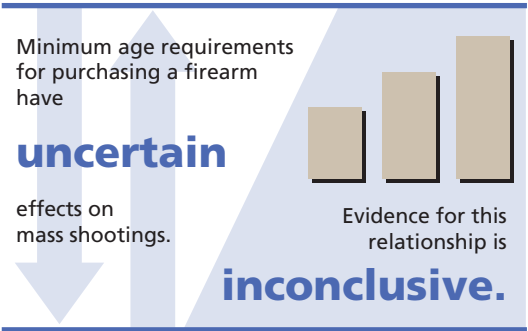 Minimum age requirements
for purchasing a firearm
have
uncertain
effects on
mass shootings.
Evidence for this
relationship is
inconclusive.